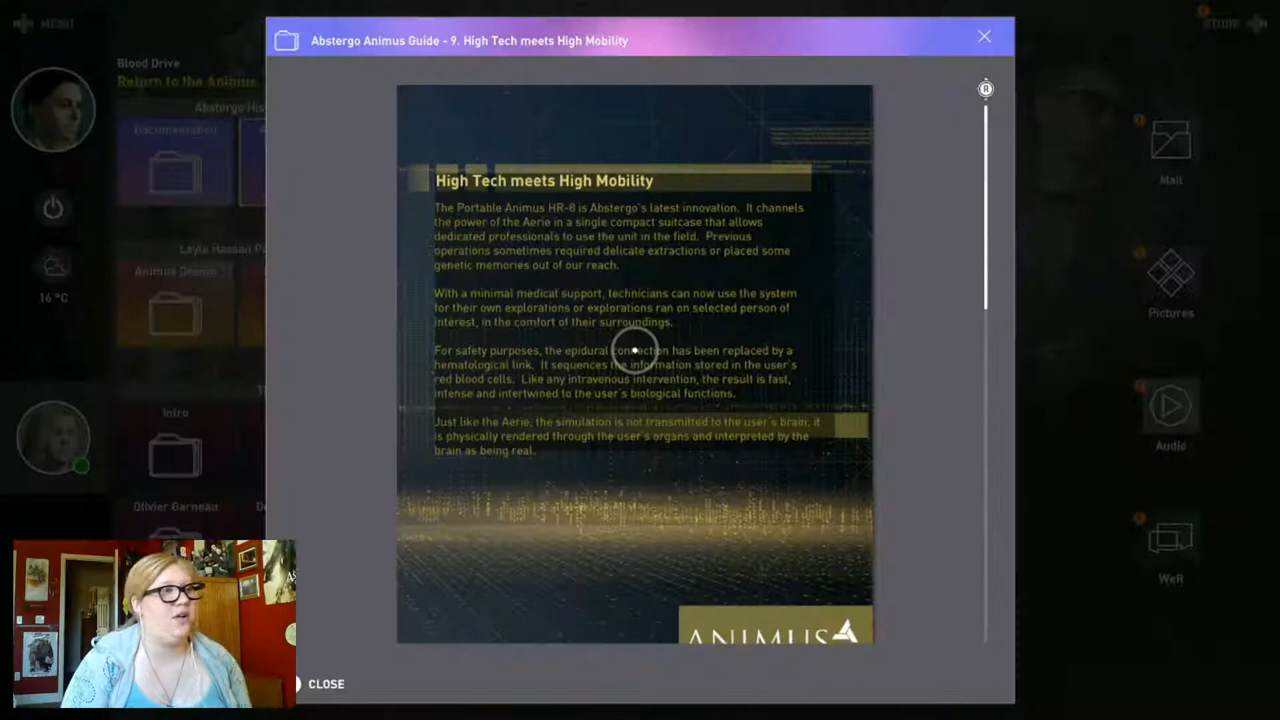 MENU
STORE
Abstergo Animus Guide - 9. High Tech meets High Mobility
Blood Drive
Return to the Animus
Abstergo His
Documentation
A
High Tech meets High Mobility
The Portable Animus HR-8 is Abstergo's latest innovation. It channels
the power of the Aerie in a single compact suitcase that allows
dedicated professionals to use the unit in the field. Previous
operations sometimes required delicate extractions or placed some
genetic memories out of our reach.
With a minimal medical support, technicians can now use the system
for their own explorations or explorations ran on selected person of
interest, in the comfort of their surroundings.
For safety purposes, the epidural connection has been replaced by a
hematological link. It sequences the information stored in the user's
red blood cells. Like any intravenous intervention, the result is fast,
intense and intertwined to the user's biological functions.
Just like the Aerie, the simulation is not transmitted to the user's brain, it
is physically rendered through the user's organs and interpreted by the
brain as being real.
ANIMUS
R
Layla Hassan P
16 °C
Intro
Olivier Garneau
De
Mail
Pictures
Audio
WeR
CLOSE